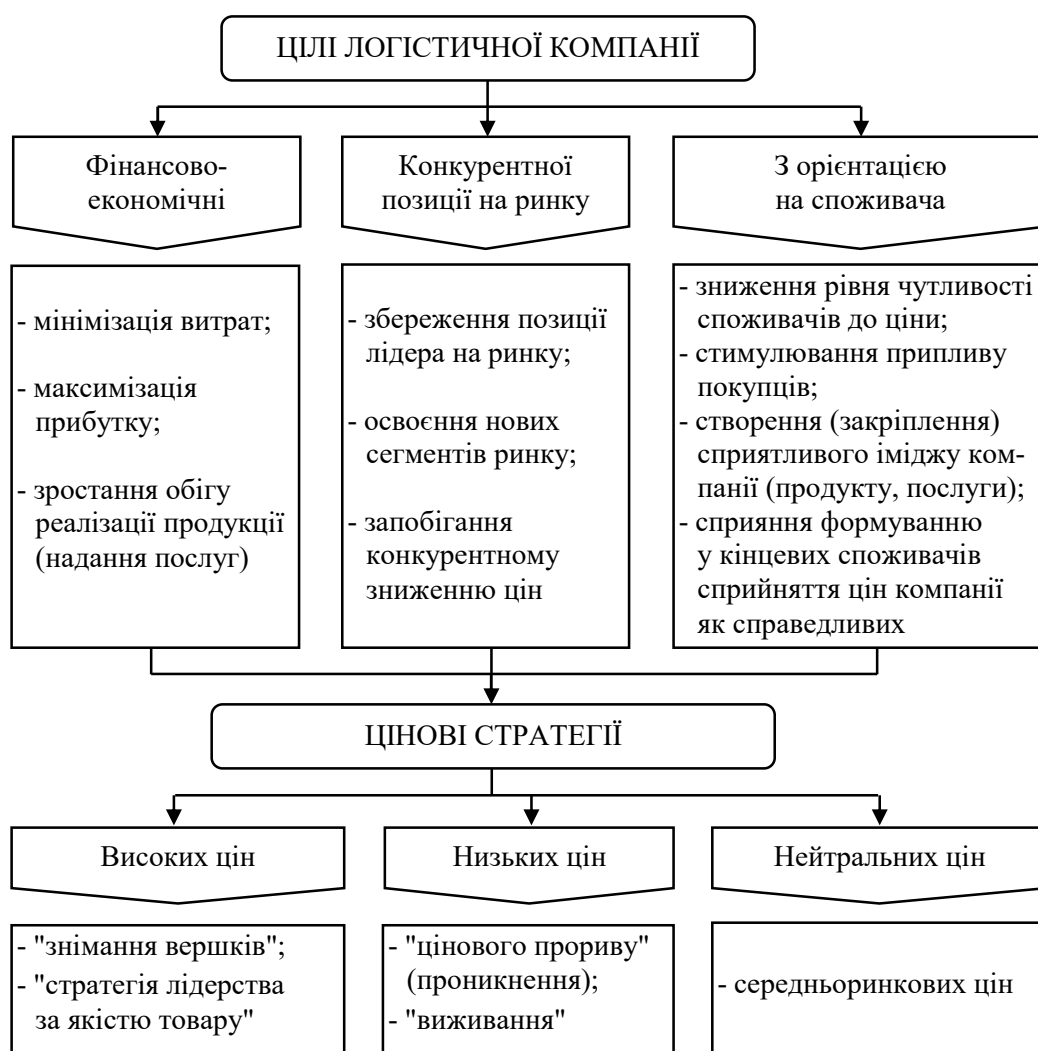 ЦІЛІ ЛОГІСТИЧНОЇ КОМПАНІЇ
Фінансово-
економічні
Конкурентної
позиції на ринку
З орієнтацією
на споживача
- мінімізація витрат;
- максимізація
прибутку;
- зростання обігу
реалізації продукції
(надання послуг)
- збереження позиції
лідера на ринку;
- освоєння нових
сегментів ринку;
- запобігання
конкурентному
зниженню цін
- зниження рівня чутливості
споживачів до ціни;
- стимулювання припливу
покупців;
- створення (закріплення)
сприятливого іміджу ком-
панії (продукту, послуги);
- сприяння формуванню
у кінцевих споживачів
сприйняття цін компанії
як справедливих
ЦІНОВІ СТРАТЕГІЇ
Високих цін
Низьких цін
Нейтральних цін
- "знімання вершків";
- "стратегія лідерства
за якістю товару"
- "цінового прориву"
(проникнення);
- "виживання"
- середньоринкових цін